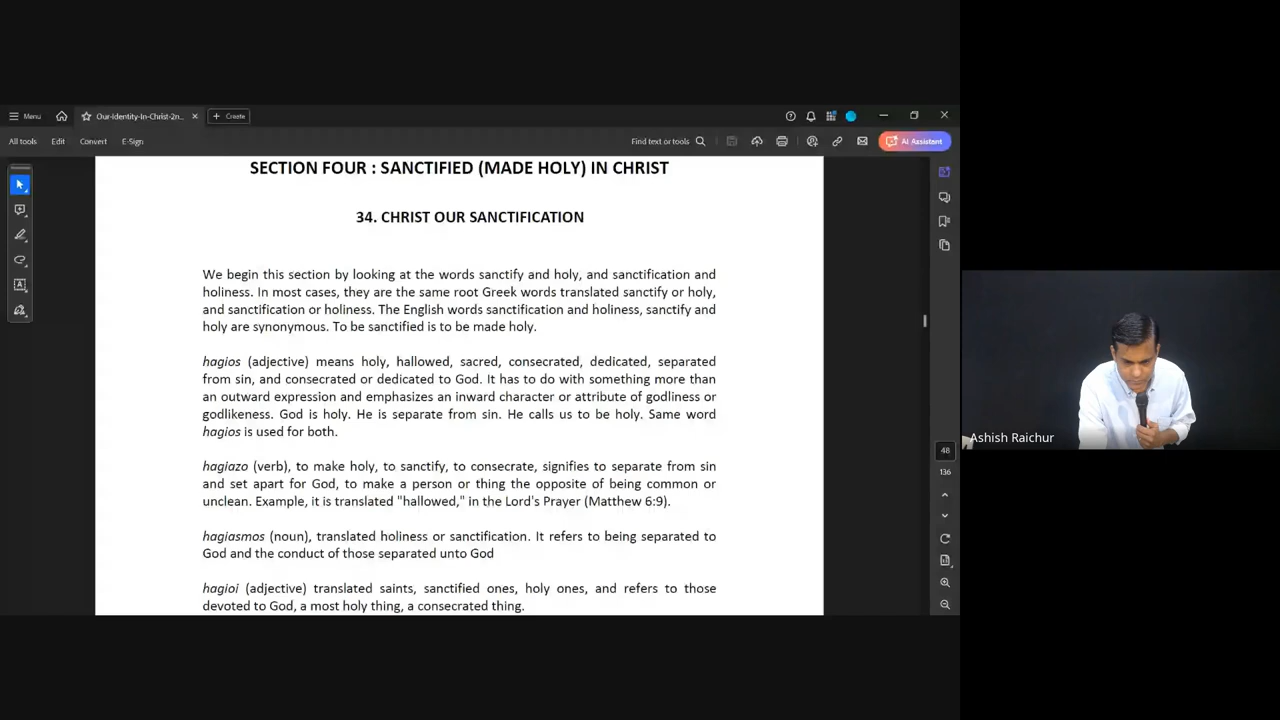 Menu
Our-Identity-In-Christ-2n...
Create
All tools
Edit
Convert
E-Sign
Find text or tools
AI Assistant
SECTION FOUR : SANCTIFIED (MADE HOLY) IN CHRIST
34. CHRIST OUR SANCTIFICATION
We begin this section by looking at the words sanctify and holy, and sanctification and
holiness. In most cases, they are the same root Greek words translated sanctify or holy,
and sanctification or holiness. The English words sanctification and holiness, sanctify and
holy are synonymous. To be sanctified is to be made holy.
hagios (adjective) means holy, hallowed, sacred, consecrated, dedicated, separated
from sin, and consecrated or dedicated to God. It has to do with something more than
an outward expression and emphasizes an inward character or attribute of godliness or
godlikeness. God is holy. He is separate from sin. He calls us to be holy. Same word
hagios is used for both.
hagiazo (verb), to make holy, to sanctify, to consecrate, signifies to separate from sin
and set apart for God, to make a person or thing the opposite of being common or
unclean. Example, it is translated "hallowed," in the Lord's Prayer (Matthew 6:9).
hagiasmos (noun), translated holiness or sanctification. It refers to being separated to
God and the conduct of those separated unto God
hagioi (adjective) translated saints, sanctified ones, holy ones, and refers to those
devoted to God, a most holy thing, a consecrated thing.
48
136
Ashish Raichur